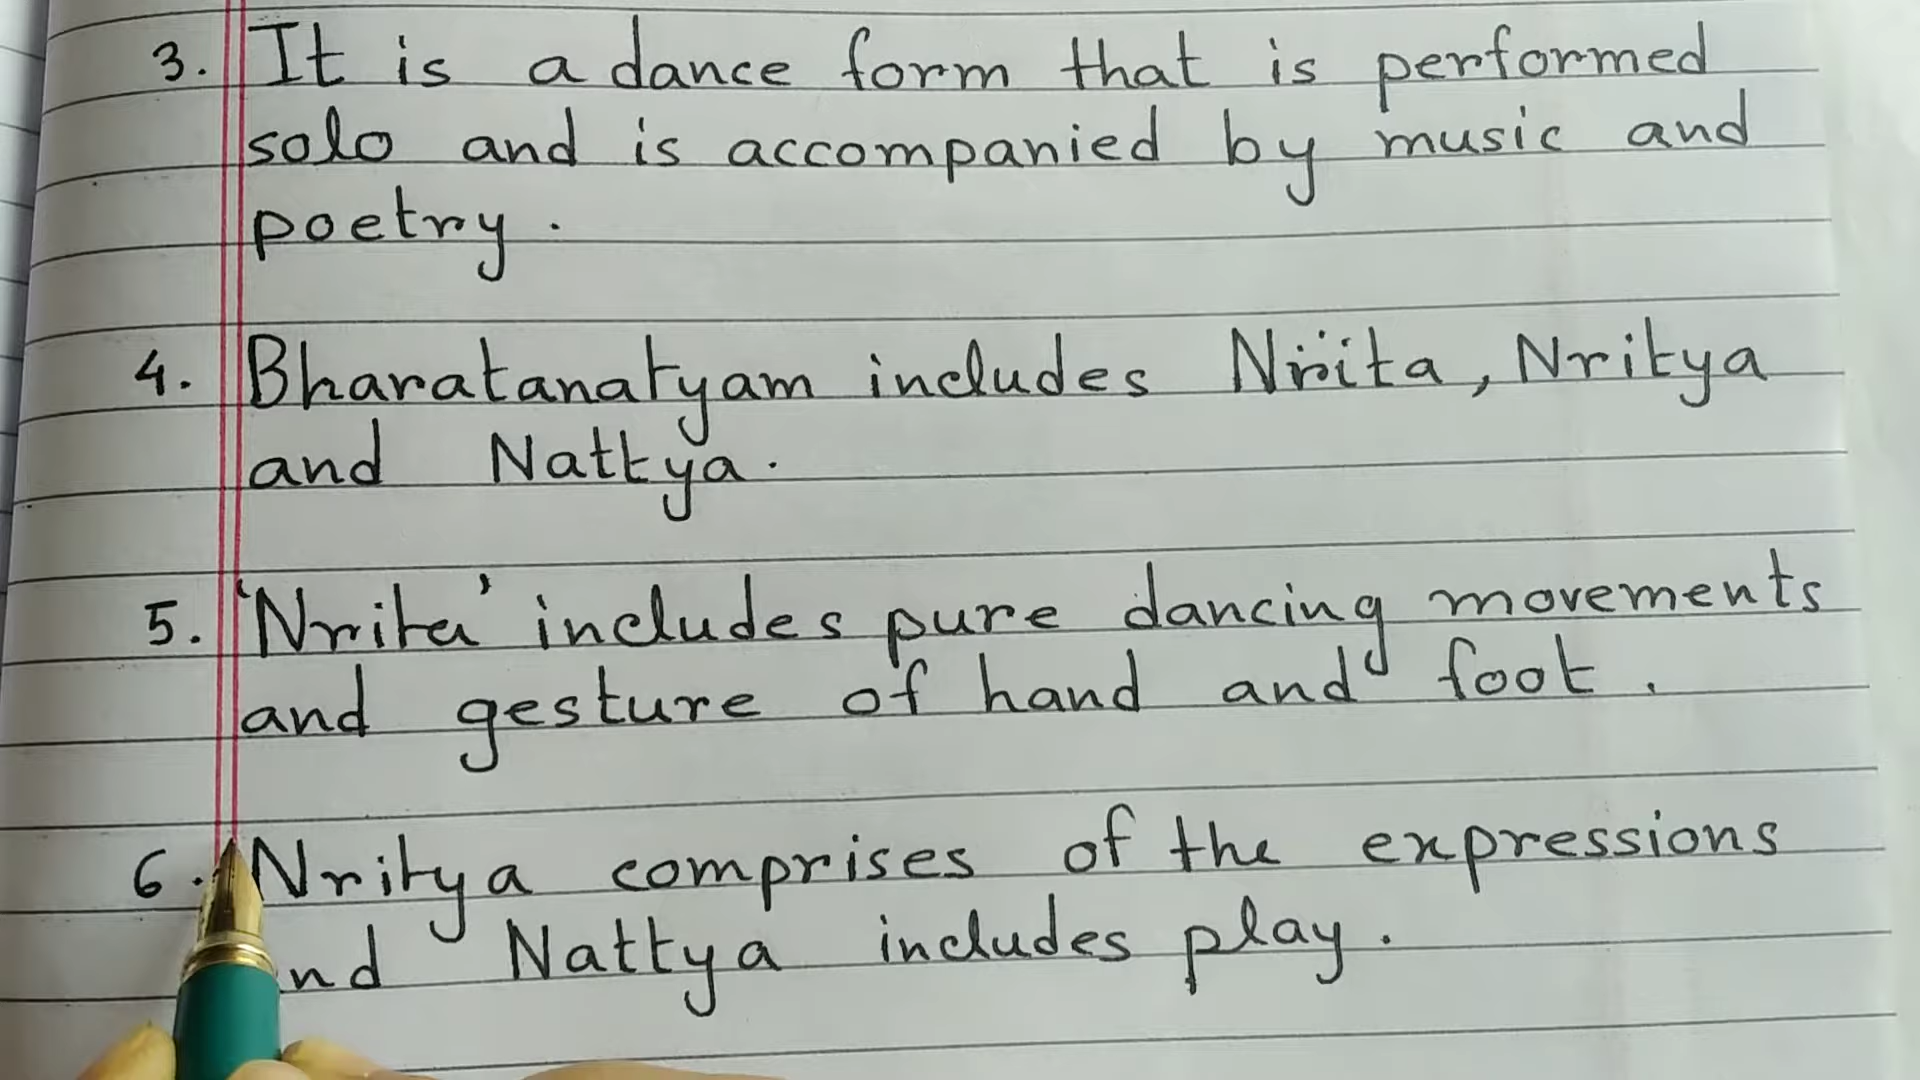 3. It is a dance form that is performed
solo and is accompanied by music and
poetry.
4. Bharatanatyam includes Nrita, Nritya
and Nattya.
5. 'Nrita' includes pure dancing movements
and gesture of hand and foot.
6. Nritya comprises of the expressions
nd Nattya includes play.